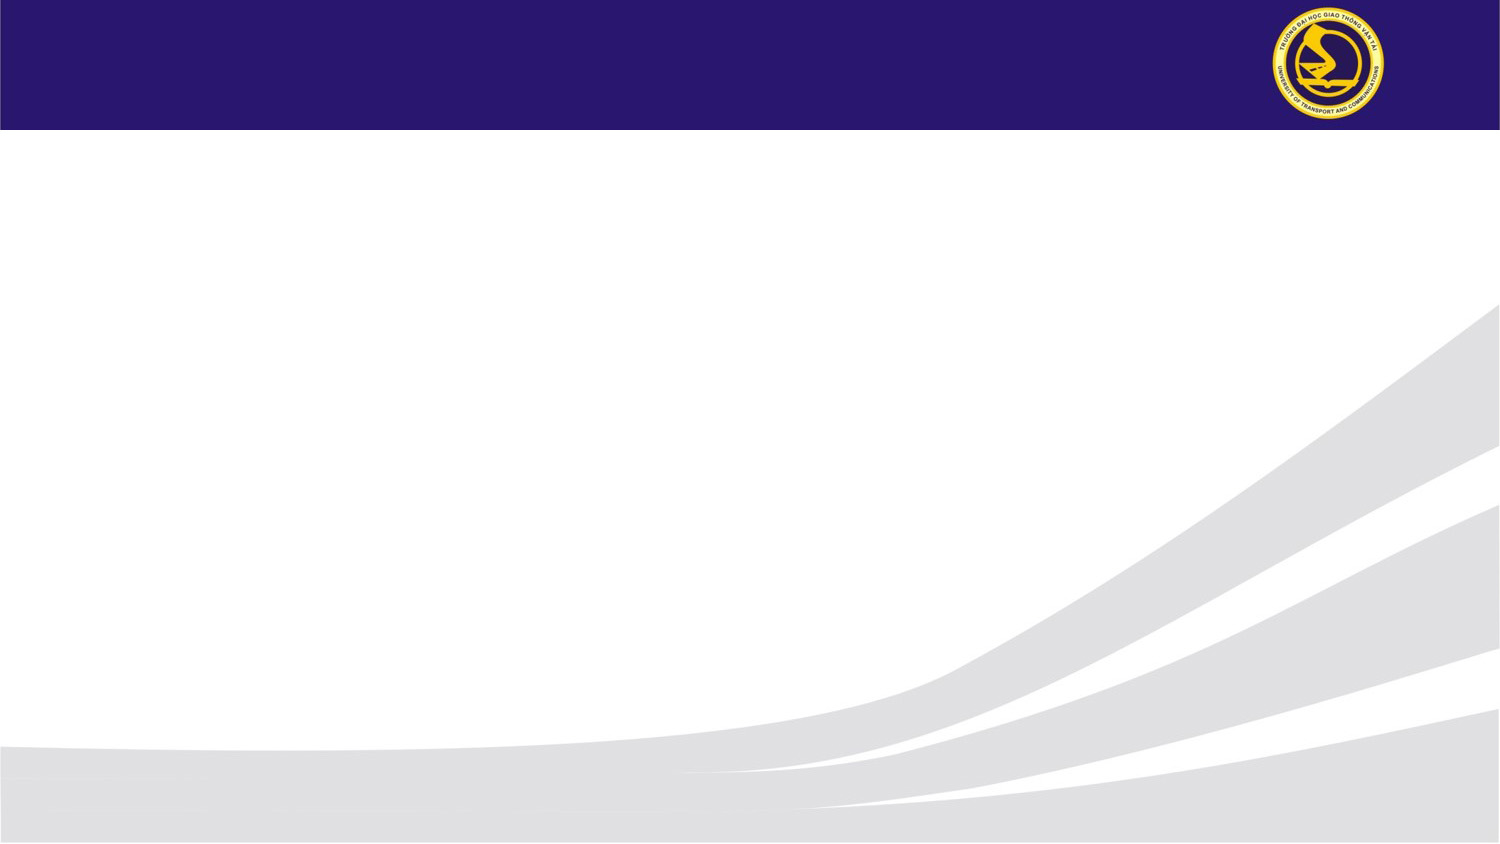 TRƯỜNG ĐẠI HỌC GIAO THÔNG VẬN TẢI
UNIVERSITY OF TRANSPORT AND COMMUNICATIONS